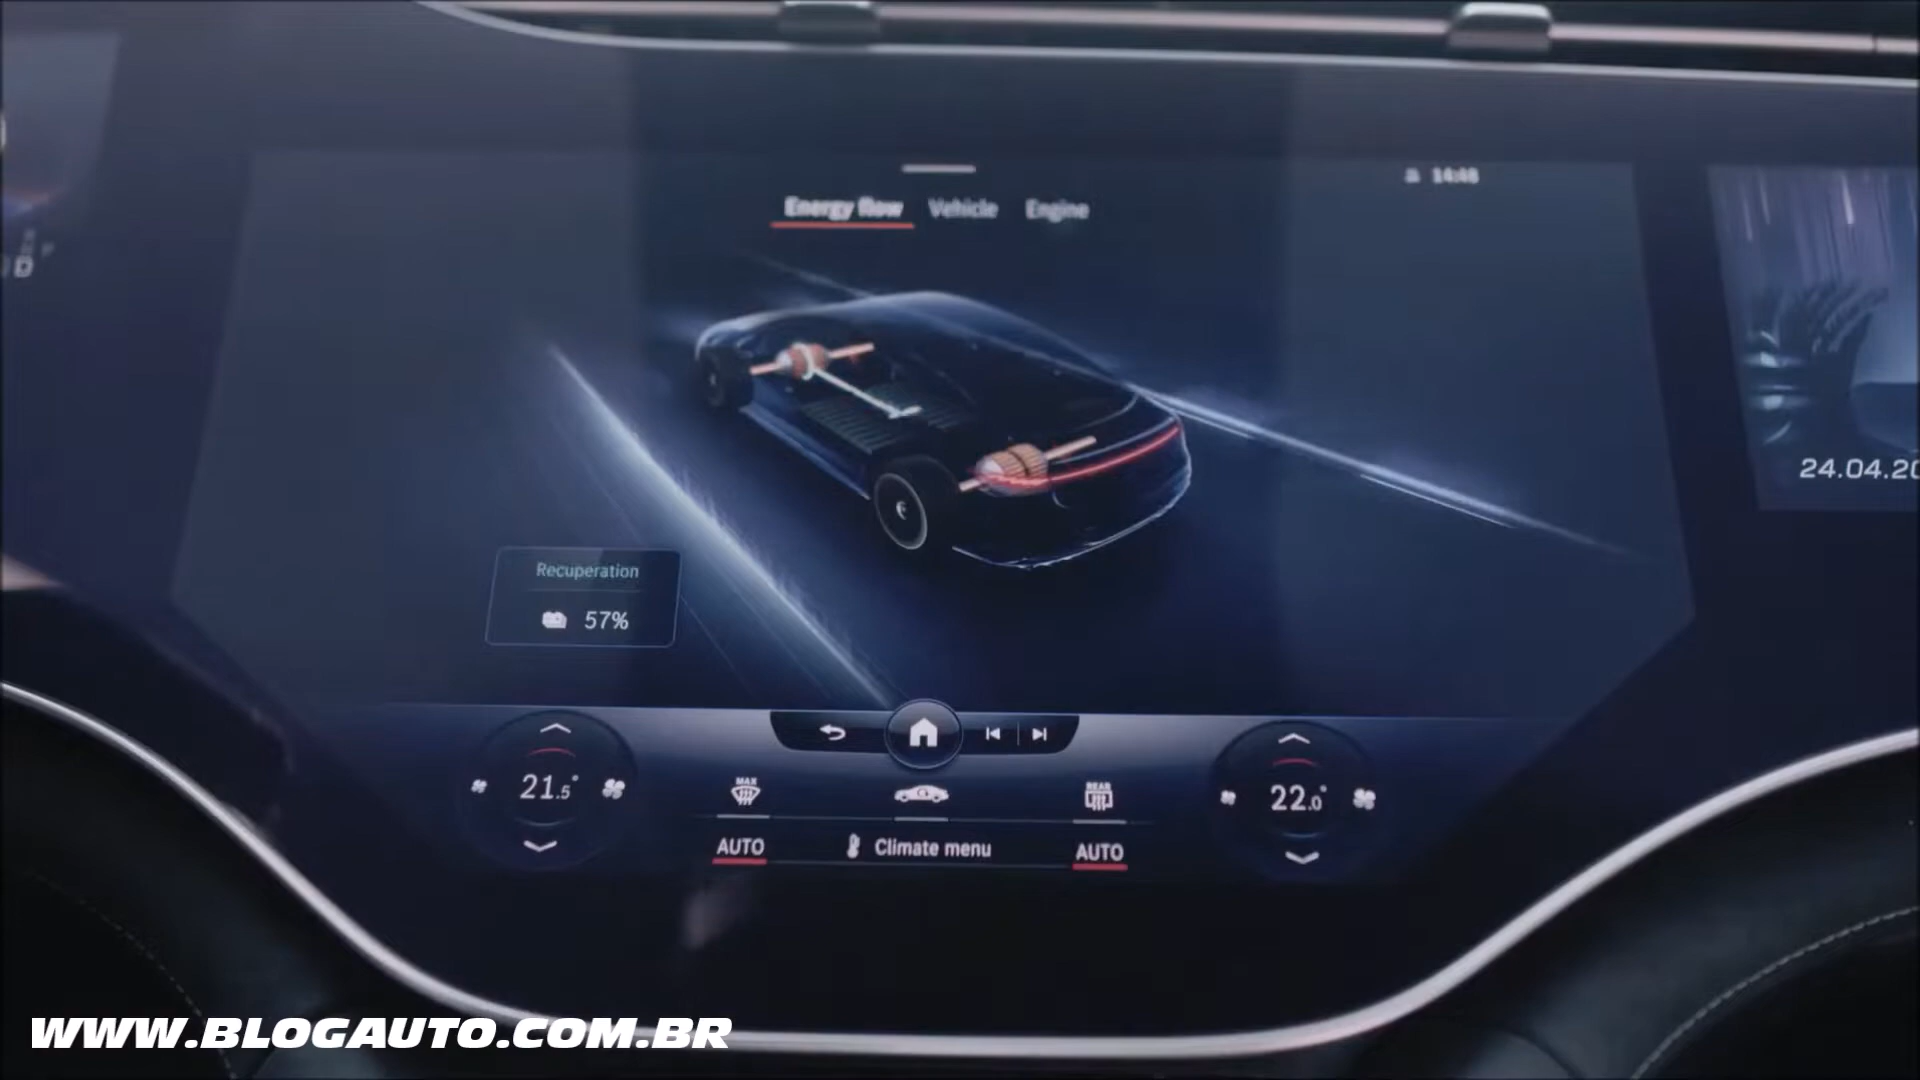 14:48
Energy flow Vehicle Engine
D
24.04.20
Recuperation
57%
21.5°
22.0°
MAX
REAR
AUTO
Climate menu
AUTO
WWW.BLOGAUTO.COM.BR